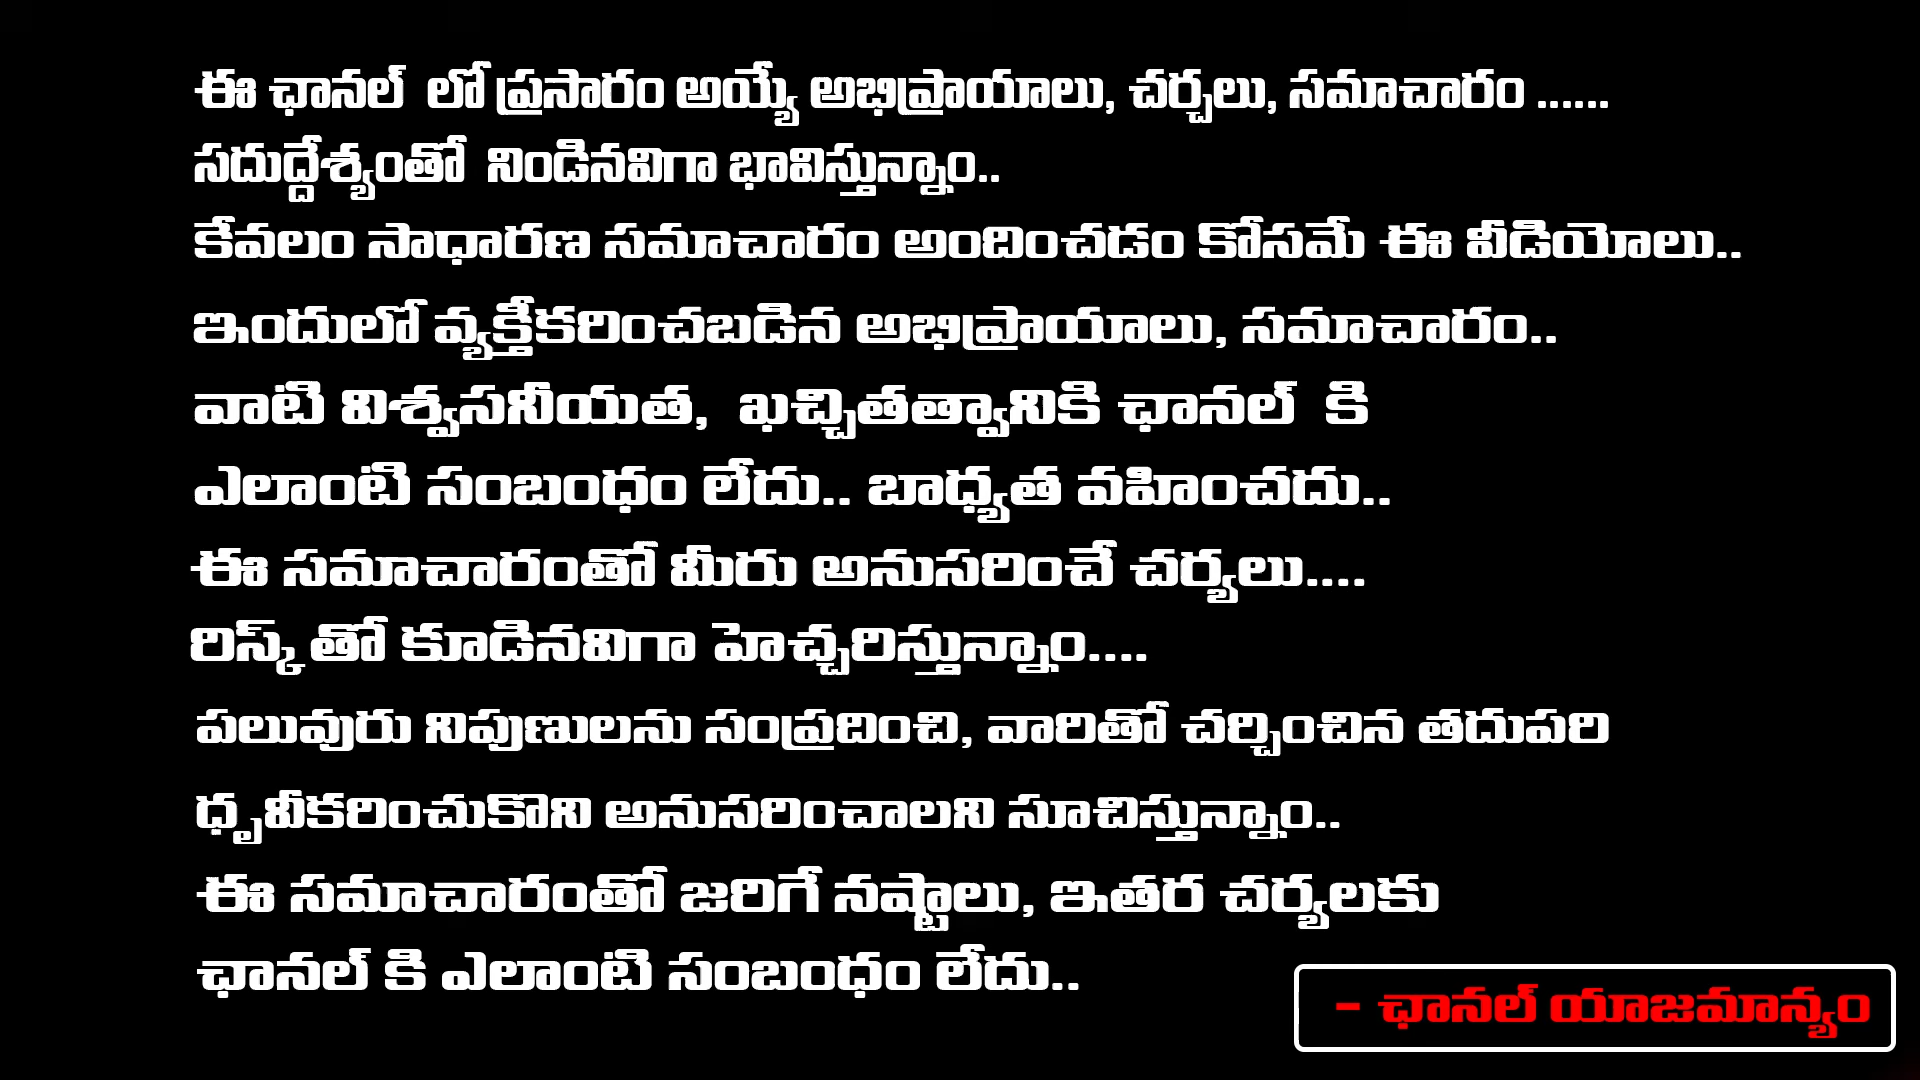 ఈ ఛానల్ లో ప్రసారం అయ్యే అభిప్రాయాలు, చర్చలు, సమాచారం ......
సదుద్దేశ్యంతో నిండినవిగా భావిస్తున్నాం..
కేవలం సాధారణ సమాచారం అందించడం కోసమే ఈ వీడియోలు..
ఇందులో వ్యక్తీకరించబడిన అభిప్రాయాలు, సమాచారం..
వాటి విశ్వసనీయత, ఖచ్చితత్వానికి ఛానల్ కి
ఎలాంటి సంబంధం లేదు.. బాధ్యత వహించదు..
ఈ సమాచారంతో మీరు అనుసరించే చర్యలు....
రిస్క్ తో కూడినవిగా హెచ్చరిస్తున్నాం....
పలువురు నిపుణులను సంప్రదించి, వారితో చర్చించిన తదుపరి
ధృవీకరించుకొని అనుసరించాలని సూచిస్తున్నాం..
ఈ సమాచారంతో జరిగే నష్టాలు, ఇతర చర్యలకు
ఛానల్ కి ఎలాంటి సంబంధం లేదు..
- ఛానల్ యాజమాన్యం